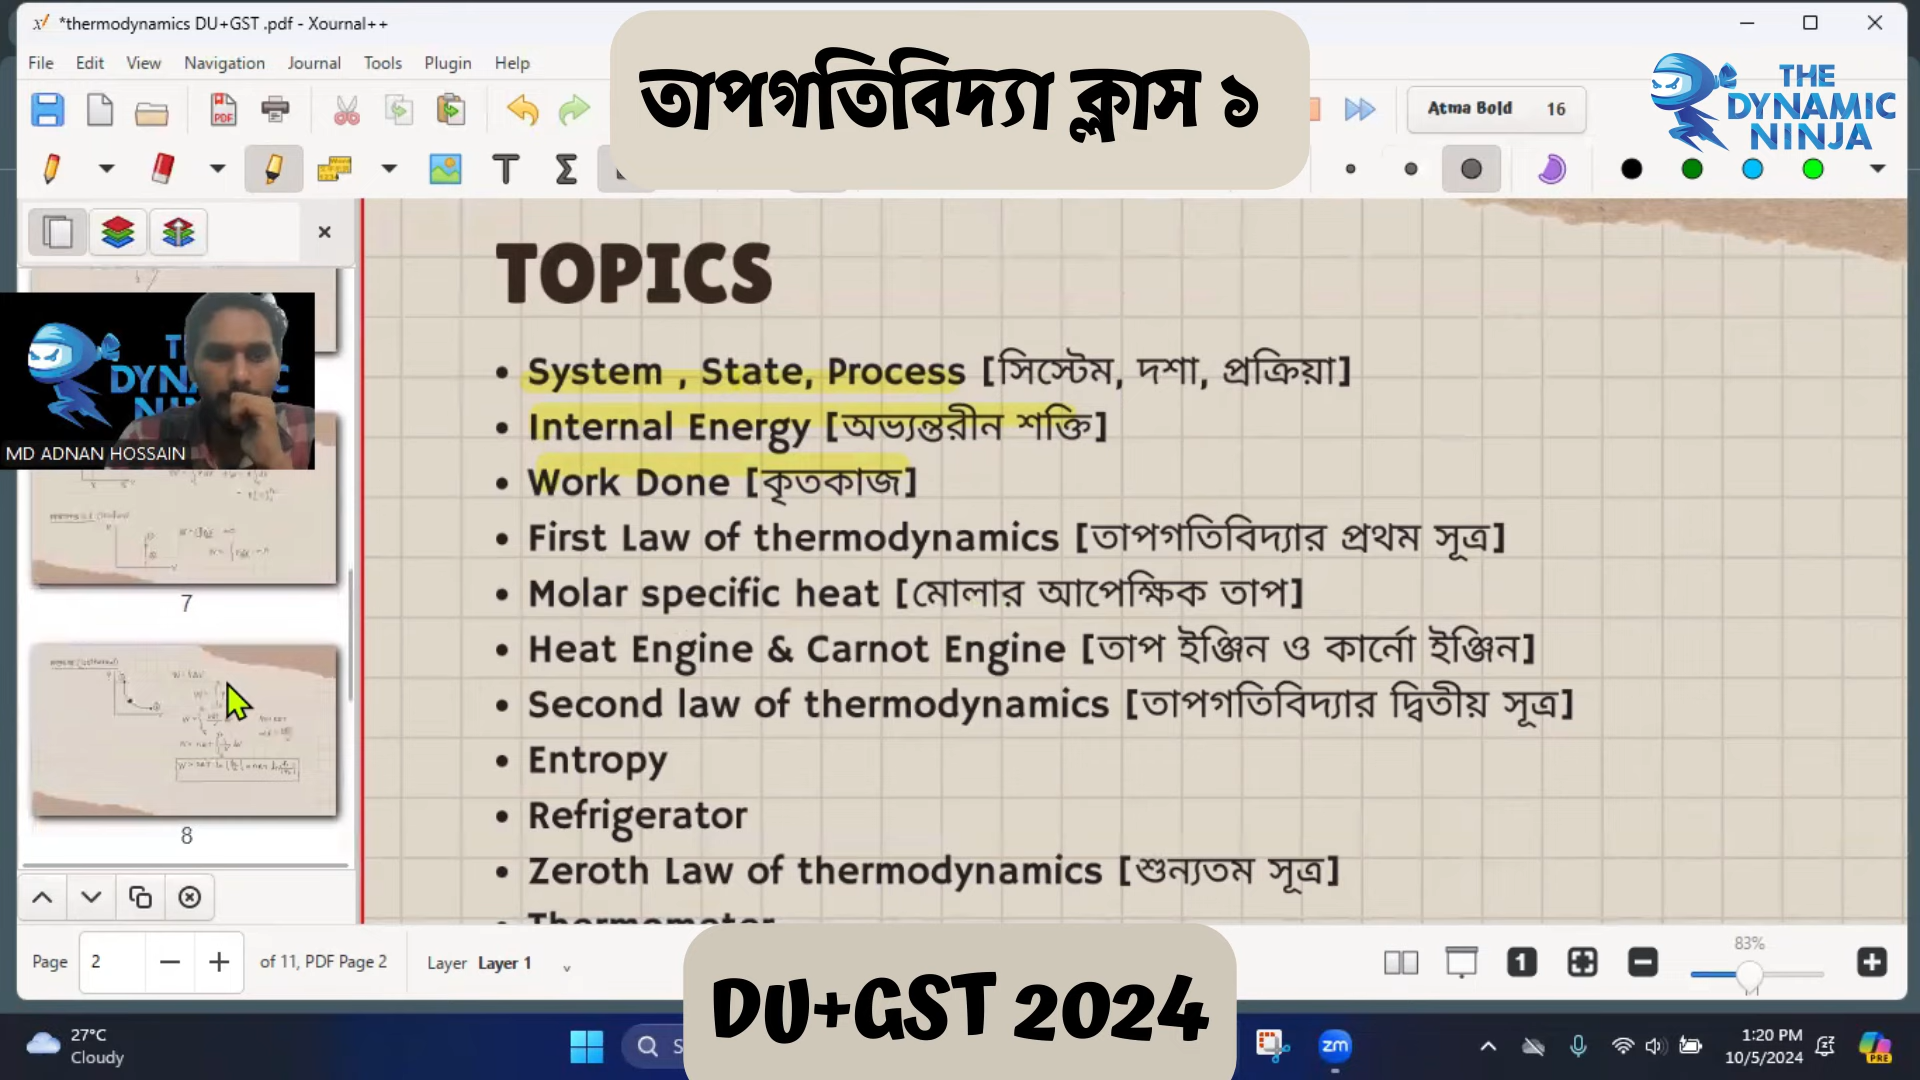 *thermodynamics DU+GST .pdf - Xournal++
তাপগতিবিদ্যা ক্লাস ১
File Edit View Navigation Journal Tools Plugin Help
Atma Bold 16
THE
DYNAMIC
NINJA
PDF
TOPICS
• System , State, Process [সিস্টেম, দশা, প্রক্রিয়া]
• Internal Energy [অভ্যন্তরীন শক্তি]
• Work Done [কৃতকাজ]
• First Law of thermodynamics [তাপগতিবিদ্যার প্রথম সূত্র]
• Molar specific heat [মোলার আপেক্ষিক তাপ]
• Heat Engine & Carnot Engine [তাপ ইঞ্জিন ও কার্নো ইঞ্জিন]
• Second law of thermodynamics [তাপগতিবিদ্যার দ্বিতীয় সূত্র]
• Entropy
• Refrigerator
• Zeroth Law of thermodynamics [শুন্যতম সূত্র]
• Thermometer
MD ADNAN HOSSAIN
7
8
Page 2 of 11, PDF Page 2 Layer Layer 1
83%
DU+GST 2024
27°C
Cloudy
zm
1:20 PM
10/5/2024
PRE